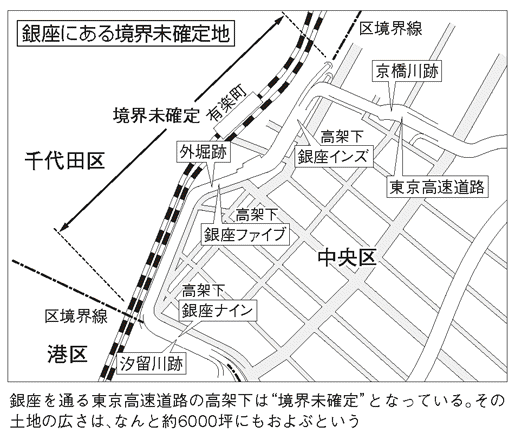 銀座にある境界未確定地
区境界線
京橋川跡
有楽町
境界未確定
外堀跡
高架下
銀座インズ
千代田区
東京高速道路
高架下
銀座ファイブ
中央区
高架下
銀座ナイン
区境界線
港区
汐留川跡
銀座を通る東京高速道路の高架下は“境界未確定”となっている。その
土地の広さは、なんと約6000坪にもおよぶという